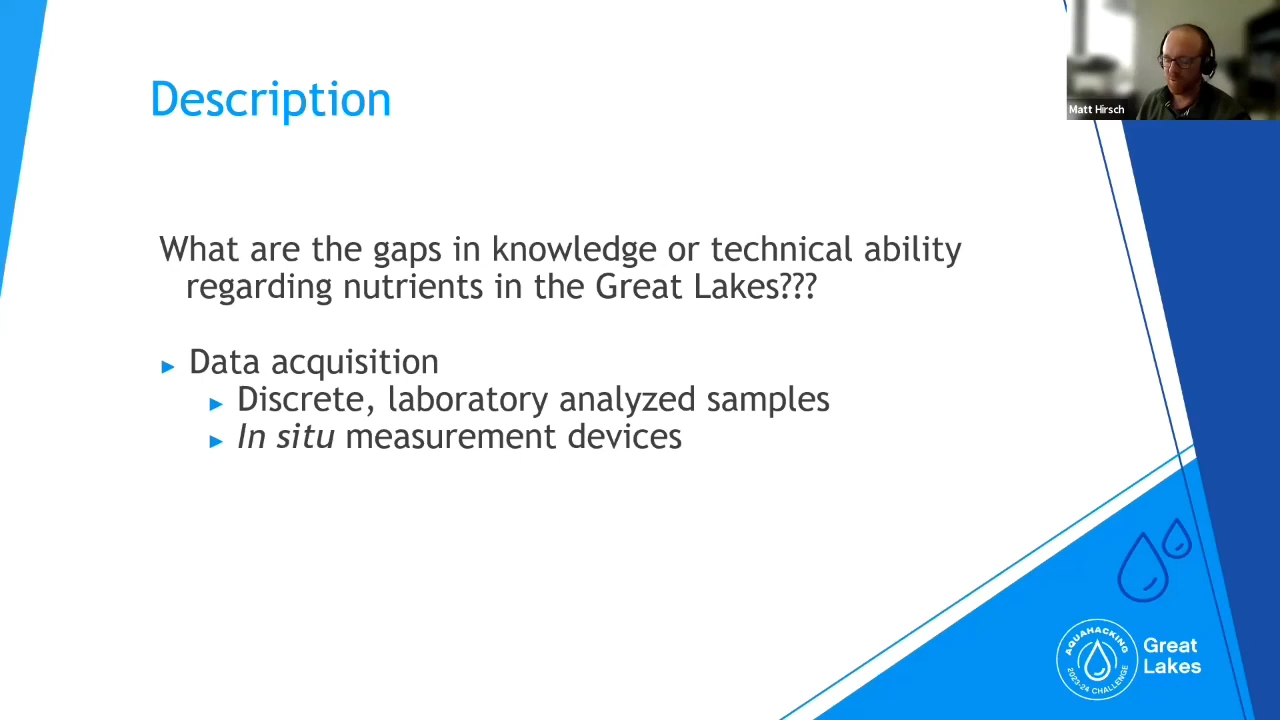 Description
Matt Hirsch
What are the gaps in knowledge or technical ability
regarding nutrients in the Great Lakes???
► Data acquisition
► Discrete, laboratory analyzed samples
► In situ measurement devices
AQUAHACKING
2023-24 CHALLENGE
Great
Lakes